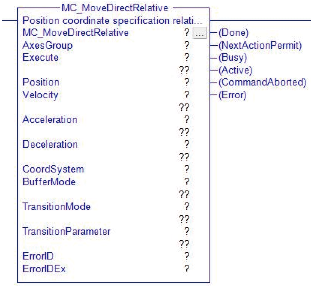 MC_MoveDirectRelative
Position coordinate specification relati...
MC_MoveDirectRelative ? ... (Done)
AxesGroup ? (NextActionPermit)
Execute ? (Busy)
?? (Active)
Position ? (CommandAborted)
Velocity ? (Error)
??
Acceleration ?
??
Deceleration ?
??
CoordSystem ?
BufferMode ?
??
TransitionMode ?
??
TransitionParameter ?
??
ErrorID ?
ErrorIDEx ?